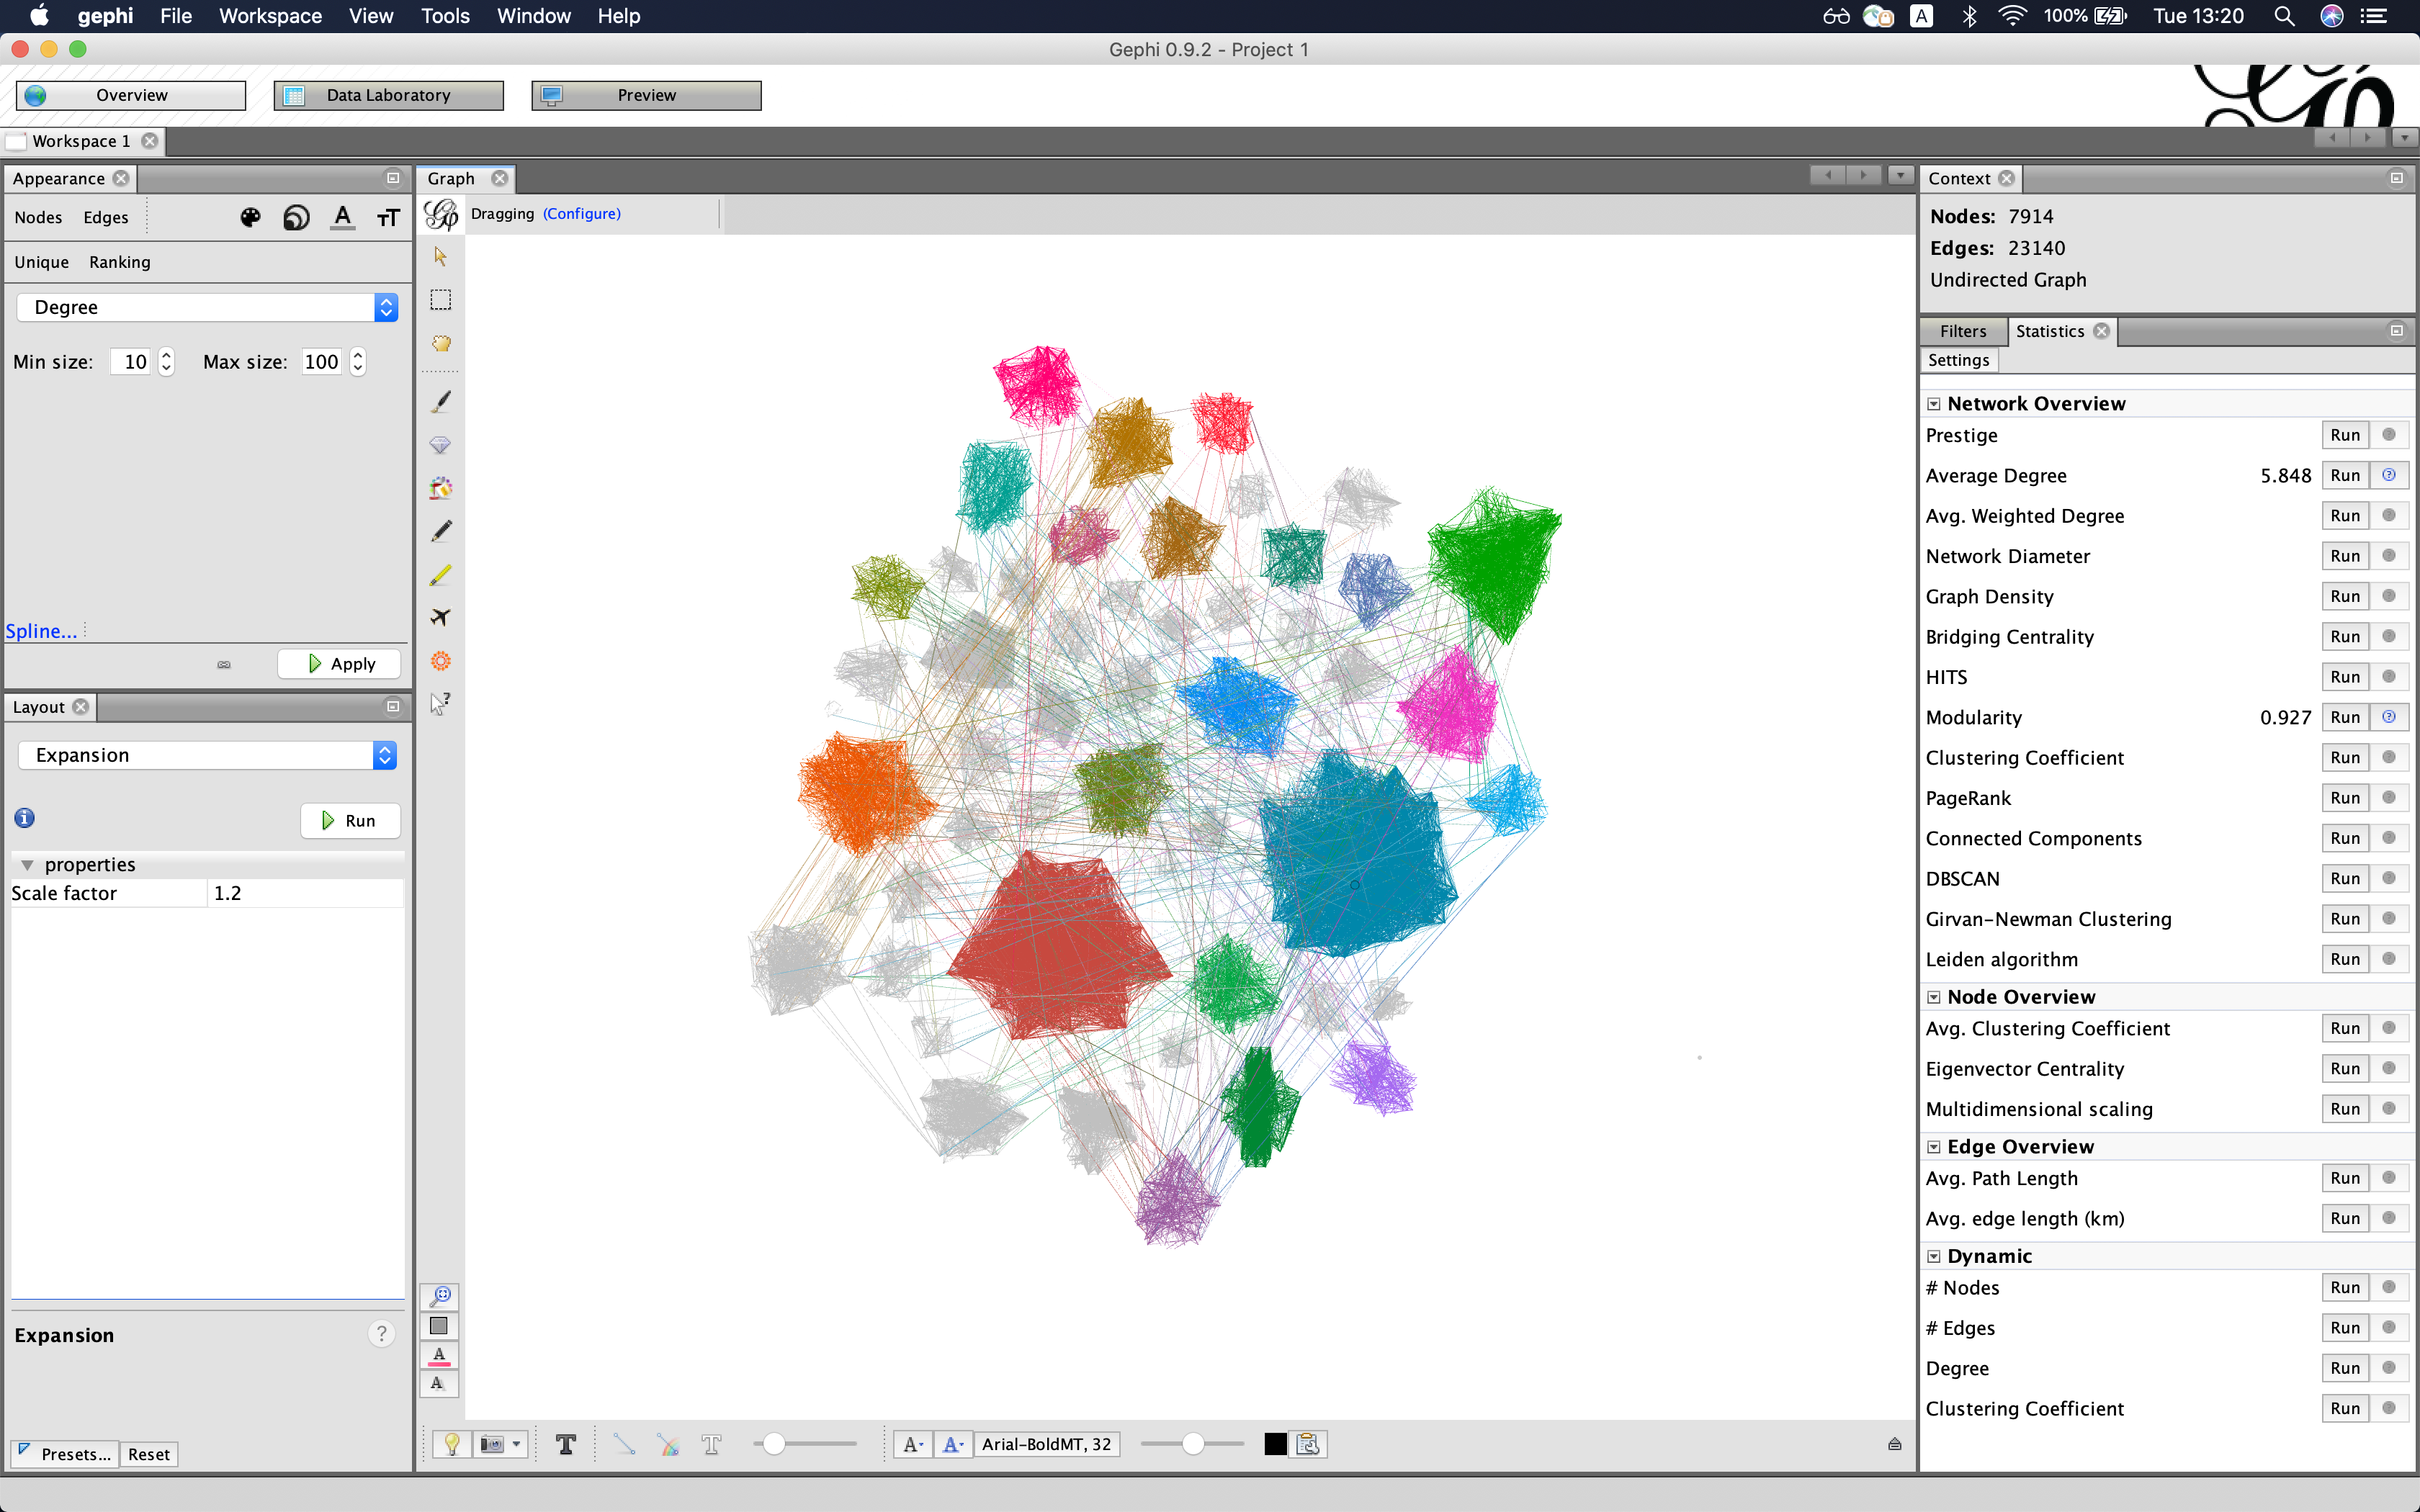 gephi File Workspace View Tools Window Help A 100% Tue 13:20
Gephi 0.9.2 - Project 1
Overview Data Laboratory Preview
Workspace 1
Appearance
Nodes Edges A TT
Unique Ranking
Degree
Min size: 10 Max size: 100
Spline...
Apply
Layout
Expansion
Run
properties
Scale factor 1.2
Expansion
?
Presets... Reset
Graph
Dragging (Configure)
A
A
T T A A Arial-BoldMT, 32
Context
Nodes: 7914
Edges: 23140
Undirected Graph
Filters Statistics
Settings
Network Overview
Prestige Run
Average Degree 5.848 Run
Avg. Weighted Degree Run
Network Diameter Run
Graph Density Run
Bridging Centrality Run
HITS Run
Modularity 0.927 Run
Clustering Coefficient Run
PageRank Run
Connected Components Run
DBSCAN Run
Girvan-Newman Clustering Run
Leiden algorithm Run
Node Overview
Avg. Clustering Coefficient Run
Eigenvector Centrality Run
Multidimensional scaling Run
Edge Overview
Avg. Path Length Run
Avg. edge length (km) Run
Dynamic
# Nodes Run
# Edges Run
Degree Run
Clustering Coefficient Run